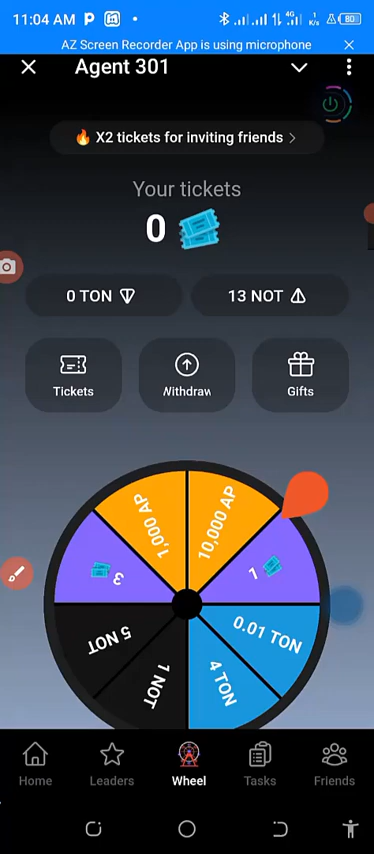 11:04 AM P 4G 1 K/s 80
AZ Screen Recorder App is using microphone
Agent 301
🔥 X2 tickets for inviting friends >
Your tickets
0
0 TON
13 NOT
Tickets
Withdraw
Gifts
1,000 AP
10,000 AP
3
1
5 NOT
0.01 TON
1 NOT
4 TON
Home
Leaders
Wheel
Tasks
Friends